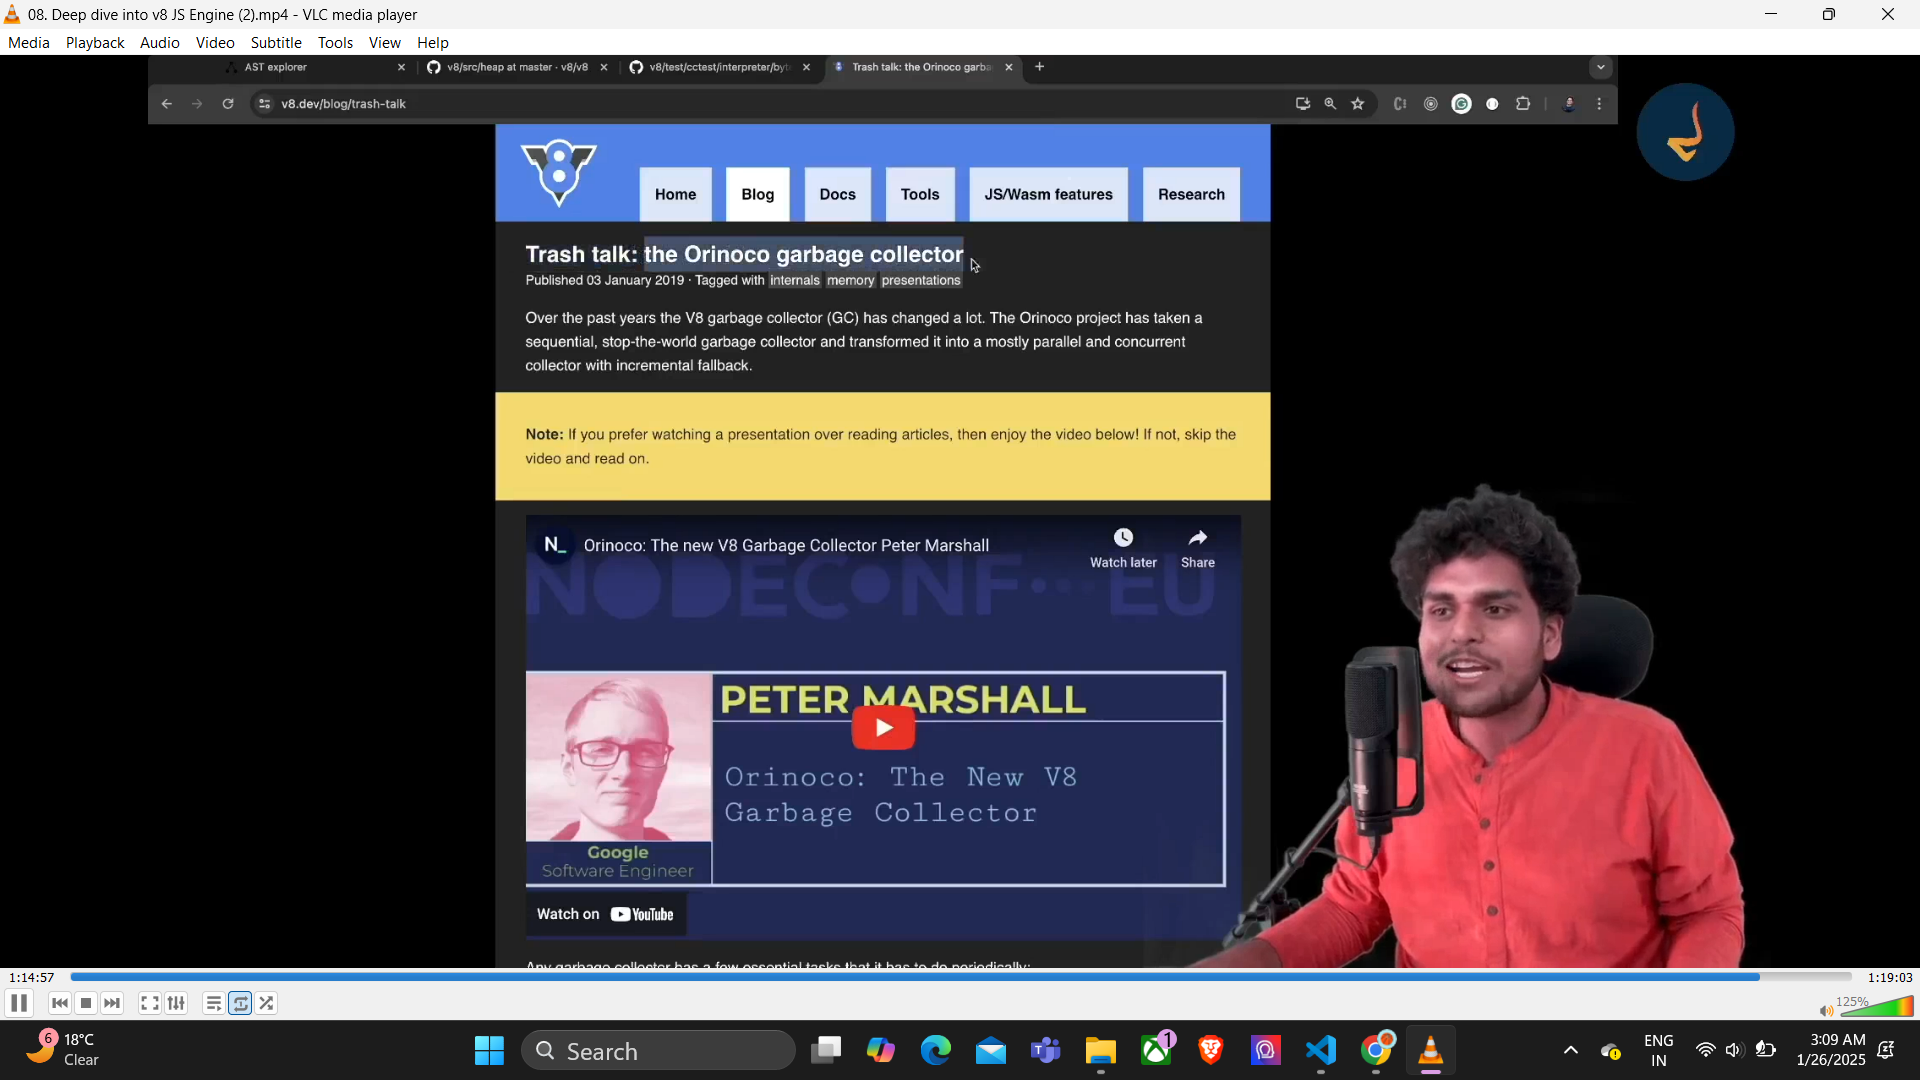 08. Deep dive into v8 JS Engine (2).mp4 - VLC media player
Media Playback Audio Video Subtitle Tools View Help
AST explorer
v8/src/heap at master · v8/v8
v8/test/cctest/interpreter/byt
Trash talk: the Orinoco garba
v8.dev/blog/trash-talk
Home
Blog
Docs
Tools
JS/Wasm features
Research
Trash talk: the Orinoco garbage collector
Published 03 January 2019 · Tagged with internals memory presentations
Over the past years the V8 garbage collector (GC) has changed a lot. The Orinoco project has taken a
sequential, stop-the-world garbage collector and transformed it into a mostly parallel and concurrent
collector with incremental fallback.
Note: If you prefer watching a presentation over reading articles, then enjoy the video below! If not, skip the
video and read on.
N_
Orinoco: The new V8 Garbage Collector Peter Marshall
Watch later
Share
NODECONF EU
PETER MARSHALL
Orinoco: The New V8
Garbage Collector
Google
Software Engineer
Watch on YouTube
Any garbage collector has a few essential tasks that it has to do periodically:
1:14:57
1:19:03
125%
6
18°C
Clear
Search
1
ENG
IN
3:09 AM
1/26/2025